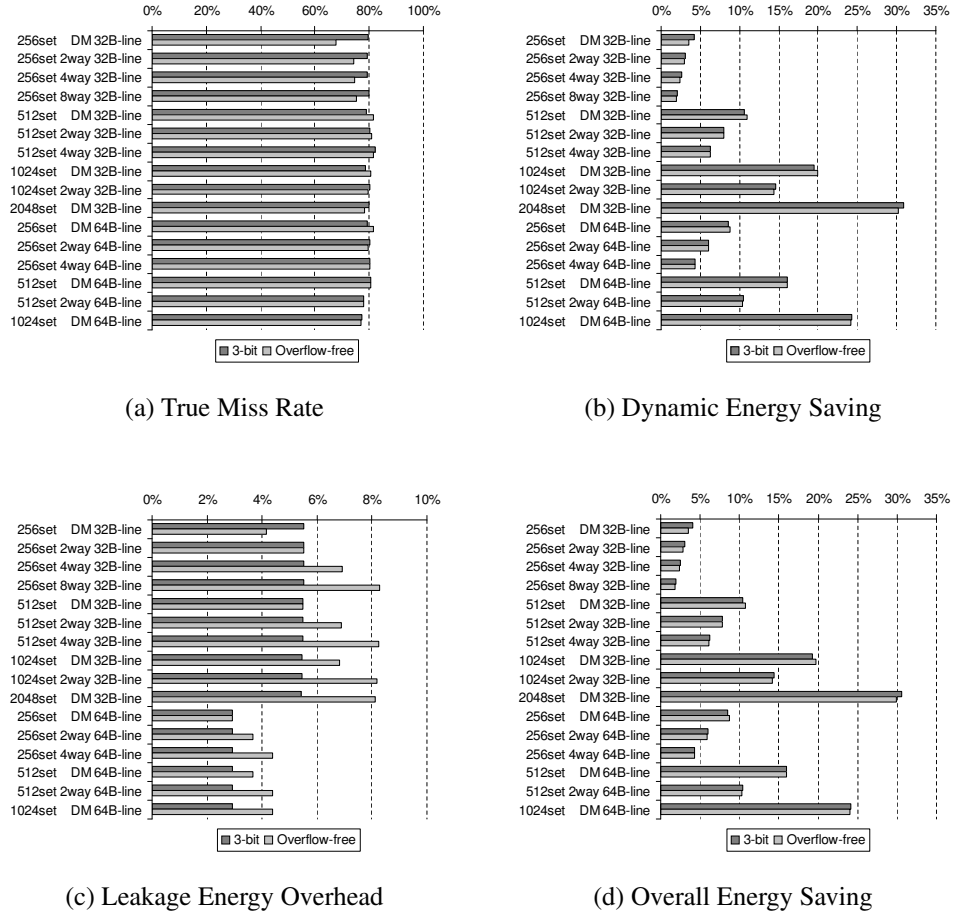 0% 20% 40% 60% 80% 100%
256set DM 32B-line
256set 2way 32B-line
256set 4way 32B-line
256set 8way 32B-line
512set DM 32B-line
512set 2way 32B-line
512set 4way 32B-line
1024set DM 32B-line
1024set 2way 32B-line
2048set DM 32B-line
256set DM 64B-line
256set 2way 64B-line
256set 4way 64B-line
512set DM 64B-line
512set 2way 64B-line
1024set DM 64B-line
3-bit Overflow-free
(a) True Miss Rate
0% 5% 10% 15% 20% 25% 30% 35%
256set DM 32B-line
256set 2way 32B-line
256set 4way 32B-line
256set 8way 32B-line
512set DM 32B-line
512set 2way 32B-line
512set 4way 32B-line
1024set DM 32B-line
1024set 2way 32B-line
2048set DM 32B-line
256set DM 64B-line
256set 2way 64B-line
256set 4way 64B-line
512set DM 64B-line
512set 2way 64B-line
1024set DM 64B-line
3-bit Overflow-free
(b) Dynamic Energy Saving
0% 2% 4% 6% 8% 10%
256set DM 32B-line
256set 2way 32B-line
256set 4way 32B-line
256set 8way 32B-line
512set DM 32B-line
512set 2way 32B-line
512set 4way 32B-line
1024set DM 32B-line
1024set 2way 32B-line
2048set DM 32B-line
256set DM 64B-line
256set 2way 64B-line
256set 4way 64B-line
512set DM 64B-line
512set 2way 64B-line
1024set DM 64B-line
3-bit Overflow-free
(c) Leakage Energy Overhead
0% 5% 10% 15% 20% 25% 30% 35%
256set DM 32B-line
256set 2way 32B-line
256set 4way 32B-line
256set 8way 32B-line
512set DM 32B-line
512set 2way 32B-line
512set 4way 32B-line
1024set DM 32B-line
1024set 2way 32B-line
2048set DM 32B-line
256set DM 64B-line
256set 2way 64B-line
256set 4way 64B-line
512set DM 64B-line
512set 2way 64B-line
1024set DM 64B-line
3-bit Overflow-free
(d) Overall Energy Saving